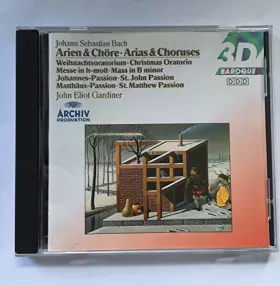 Johann Sebastian Bach
Arien & Chöre · Arias & Choruses
Weihnachtsoratorium · Christmas Oratorio
Messe in h-moll · Mass in B minor
Johannes-Passion · St. John Passion
Matthäus-Passion · St. Matthew Passion
John Eliot Gardiner
3D
BAROQUE
DDD
ARCHIV
PRODUKTION